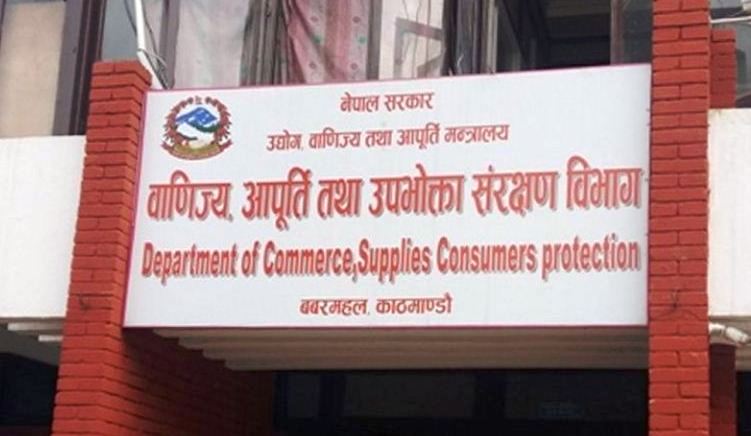 नेपाल सरकार
उद्योग, वाणिज्य तथा आपूर्ति मन्त्रालय
वाणिज्य, आपूर्ति तथा उपभोक्ता संरक्षण विभाग
Department of Commerce,Supplies Consumers protection
बबरमहल, काठमाण्डौ